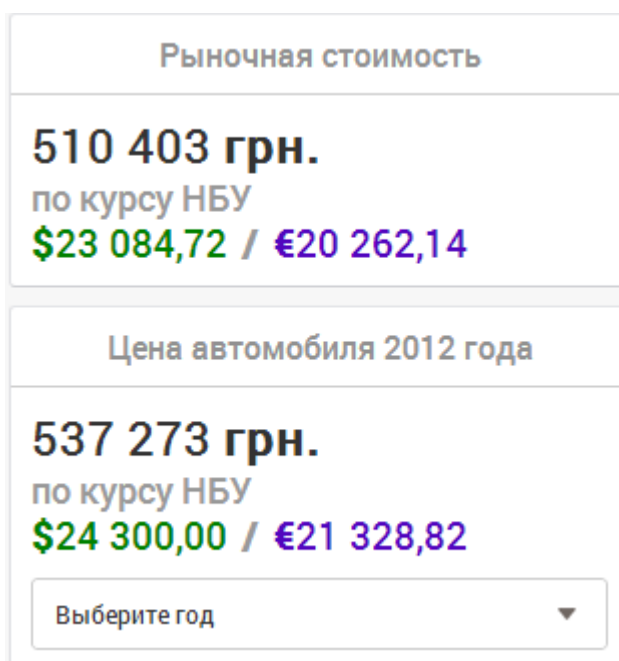 Рыночная стоимость
510 403 грн.
по курсу НБУ
$23 084,72 / €20 262,14
Цена автомобиля 2012 года
537 273 грн.
по курсу НБУ
$24 300,00 / €21 328,82
Выберите год